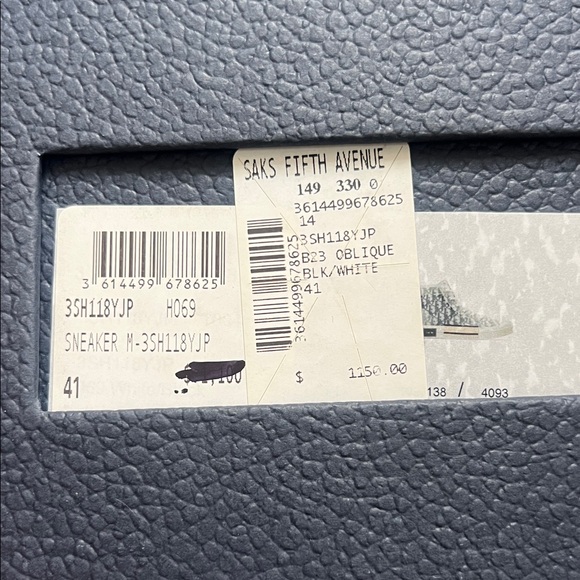 SAKS FIFTH AVENUE
149 330 0
3614499678625
14
3SH118YJP
B23 OBLIQUE
BLK/WHITE
41
$ 1150.00
3614499678625
3 614499 678625
3SH118YJP H069
SNEAKER M-3SH118YJP
41
138 / 4093